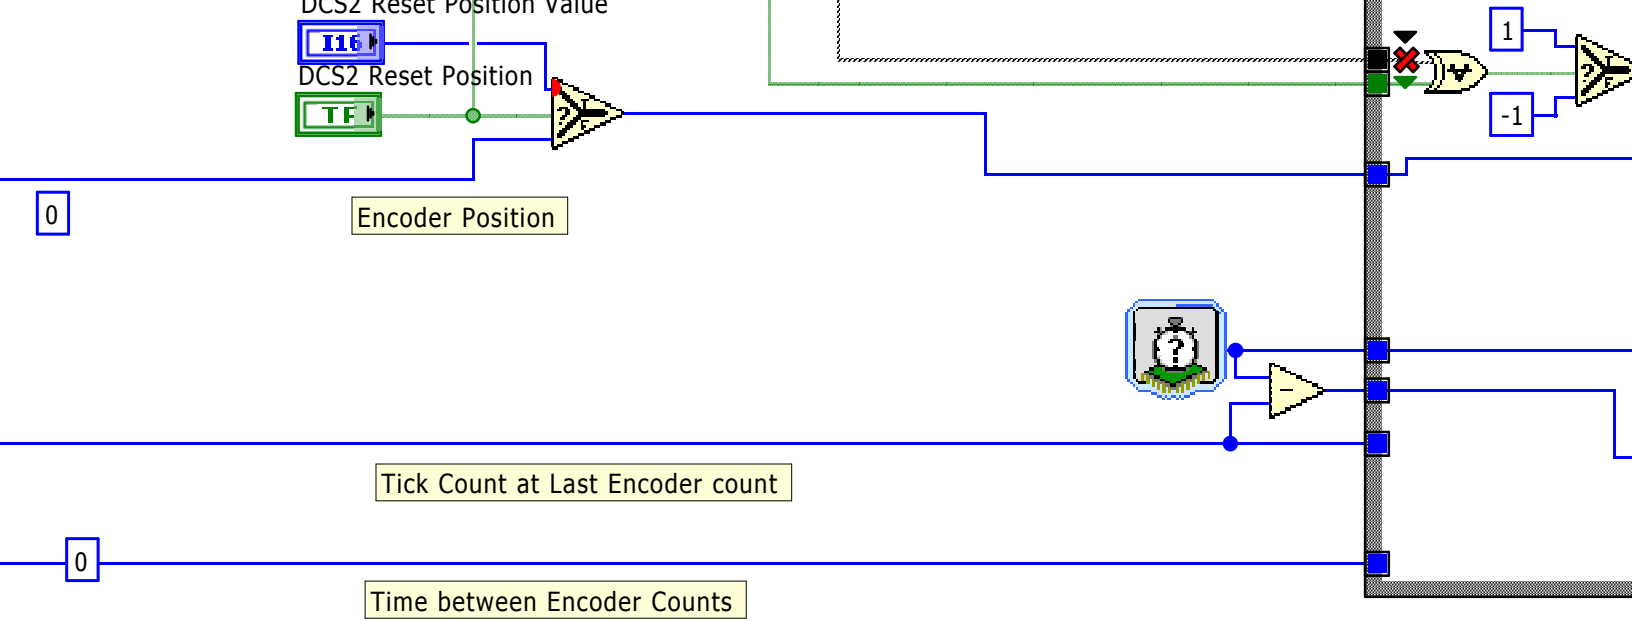 DCS2 Reset Position Value
I16
DCS2 Reset Position
TF
?
T
F
0
Encoder Position
1
-1
?
F
?
−
Tick Count at Last Encoder count
0
Time between Encoder Counts